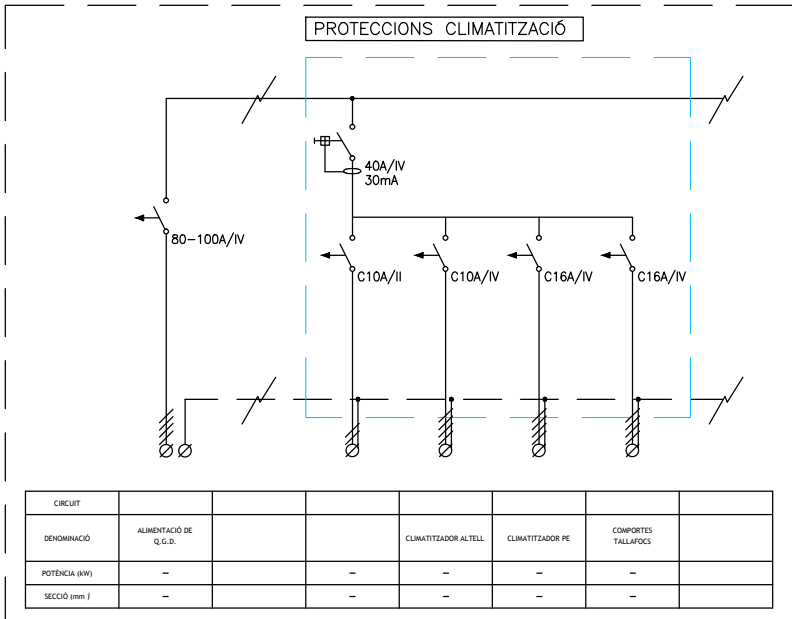 PROTECCIONS CLIMATITZACIÓ
40A/IV
30mA
80-100A/IV
C10A/II
C10A/IV
C16A/IV
C16A/IV
CIRCUIT
DENOMINACIÓ
ALIMENTACIÓ DE
Q.G.D.
CLIMATITZADOR ALTELL
CLIMATITZADOR PE
COMPORTES
TALLAFOCS
POTÈNCIA (kW) – – – – – –
SECCIÓ (mm ) – – – – – –